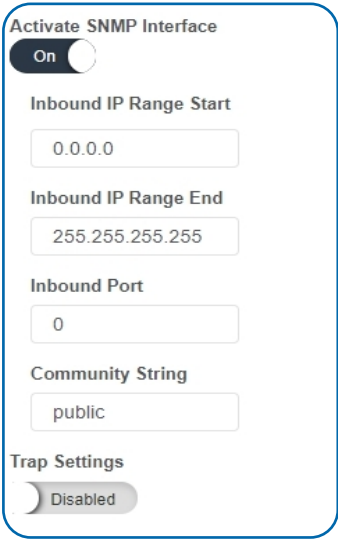 Activate SNMP Interface
On
Inbound IP Range Start
0.0.0.0
Inbound IP Range End
255.255.255.255
Inbound Port
0
Community String
public
Trap Settings
Disabled